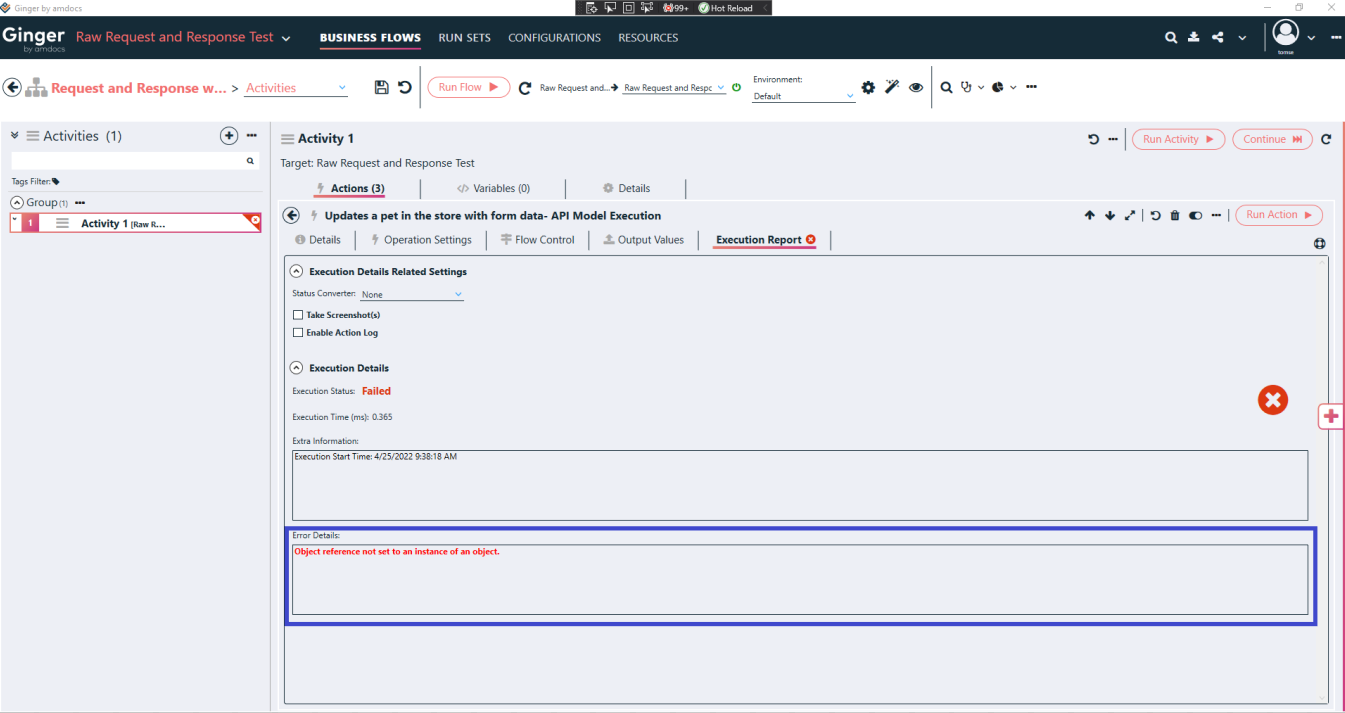 Ginger by amdocs
99+ Hot Reload
Ginger by amdocs Raw Request and Response Test BUSINESS FLOWS RUN SETS CONFIGURATIONS RESOURCES
tomse
Request and Response w... > Activities Run Flow Raw Request and... Raw Request and Respc Environment:
Default
Activities (1)
Tags Filter:
Group (1)
1 Activity 1 [Raw R...
Activity 1 Run Activity Continue
Target: Raw Request and Response Test
Actions (3) Variables (0) Details
Updates a pet in the store with form data- API Model Execution Run Action
Details Operation Settings Flow Control Output Values Execution Report
Execution Details Related Settings
Status Converter: None
Take Screenshot(s)
Enable Action Log
Execution Details
Execution Status: Failed
Execution Time (ms): 0.365
Extra Information:
Execution Start Time: 4/25/2022 9:38:18 AM
Error Details:
Object reference not set to an instance of an object.